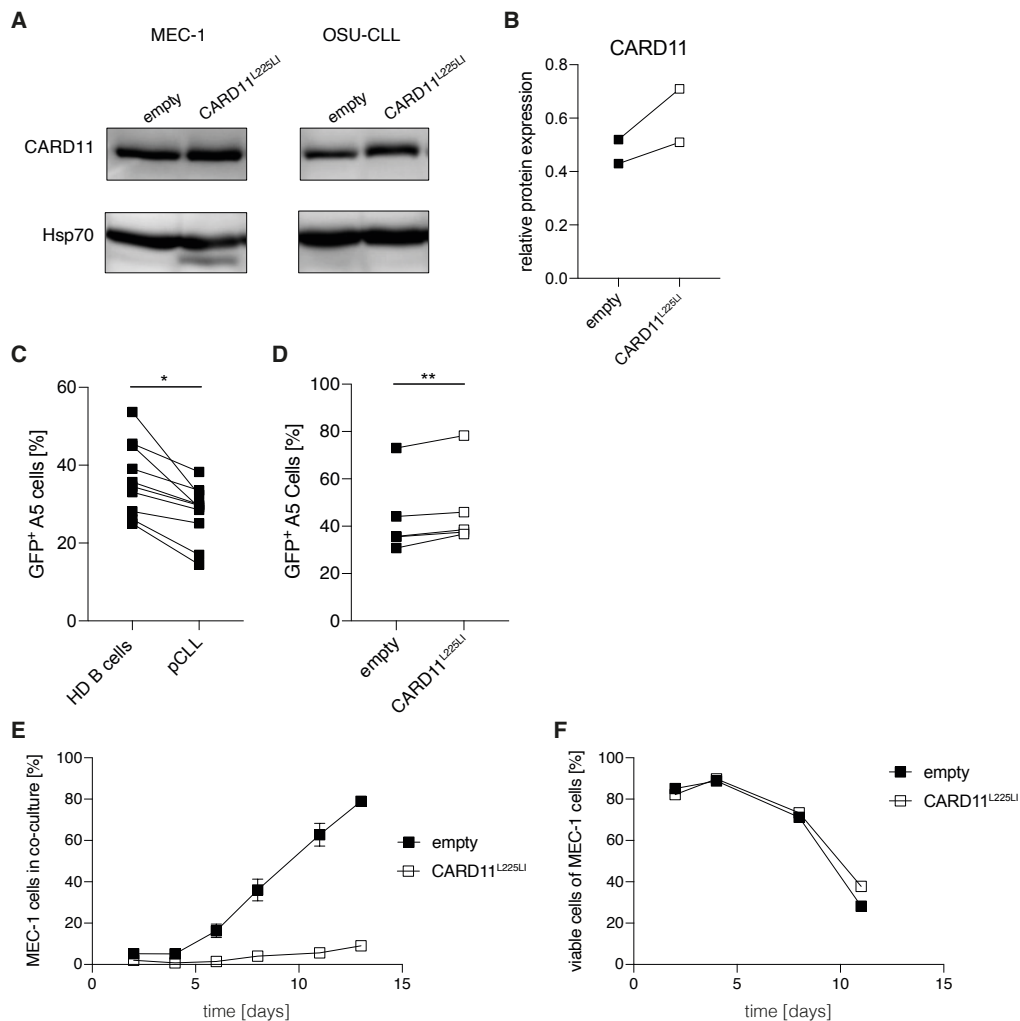 A
MEC-1
OSU-CLL
empty
CARD11L225LI
empty
CARD11L225LI
CARD11
Hsp70
B
CARD11
relative protein expression
0.8
0.6
0.4
0.2
0.0
empty
CARD11L225LI
C
*
GFP+ A5 cells [%]
60
40
20
0
HD B cells
pCLL
D
**
GFP+ A5 Cells [%]
100
80
60
40
20
0
empty
CARD11L225LI
E
MEC-1 cells in co-culture [%]
100
80
60
40
20
0
0
5
10
15
time [days]
empty
CARD11L225LI
F
viable cells of MEC-1 cells [%]
100
80
60
40
20
0
0
5
10
15
time [days]
empty
CARD11L225LI